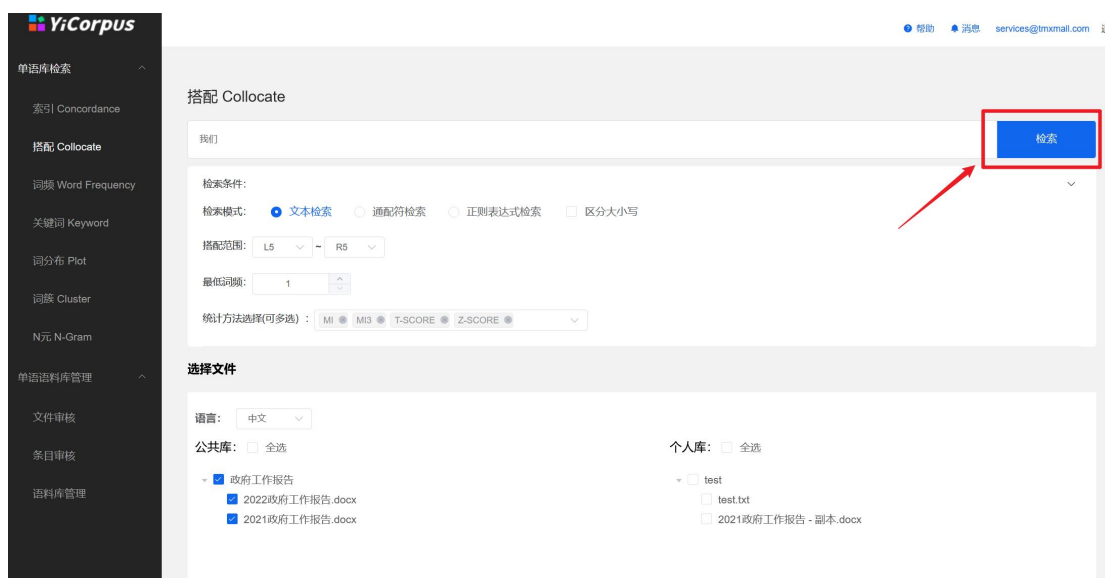 YiCorpus
帮助 消息 services@tmxmall.com
单语库检索
索引 Concordance
搭配 Collocate
词频 Word Frequency
关键词 Keyword
词分布 Plot
词簇 Cluster
N元 N-Gram
单语语料库管理
文件审核
条目审核
语料库管理
搭配 Collocate
我们
检索
检索条件：
检索模式： 文本检索 通配符检索 正则表达式检索 区分大小写
搭配范围： L5 ~ R5
最低词频： 1
统计方法选择(可多选) ： MI MI3 T-SCORE Z-SCORE
选择文件
语言： 中文
公共库： 全选
政府工作报告
2022政府工作报告.docx
2021政府工作报告.docx
个人库： 全选
test
test.txt
2021政府工作报告 - 副本.docx